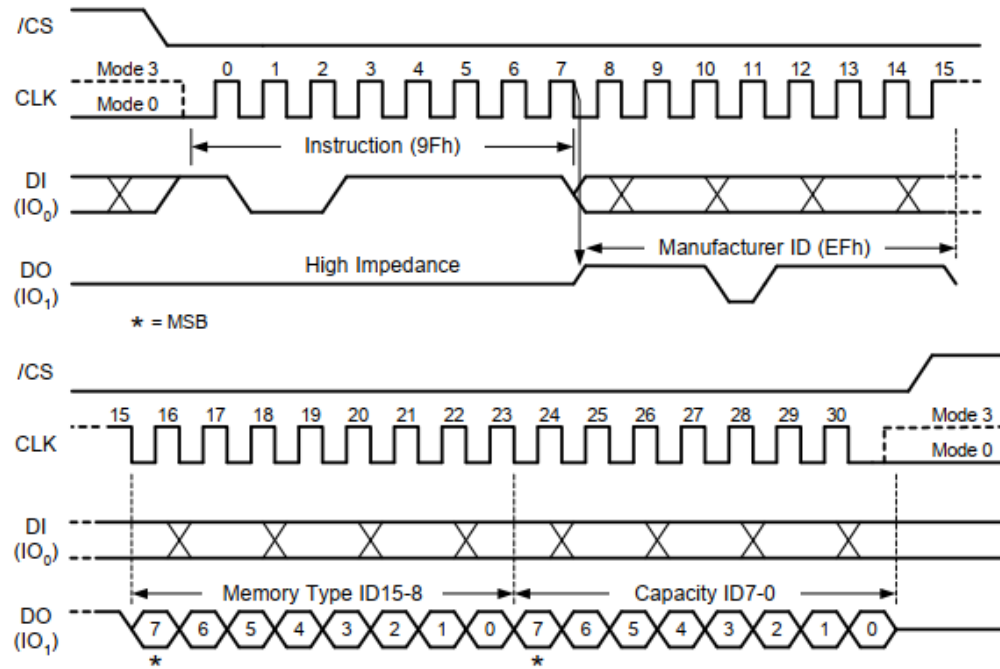 /CS
Mode 3 0 1 2 3 4 5 6 7 8 9 10 11 12 13 14 15
CLK
Mode 0
Instruction (9Fh)
DI
(IO0)
Manufacturer ID (EFh)
High Impedance
DO
(IO1)
* = MSB
/CS
15 16 17 18 19 20 21 22 23 24 25 26 27 28 29 30 Mode 3
CLK
Mode 0
DI
(IO0)
Memory Type ID15-8 Capacity ID7-0
DO
(IO1)
7 6 5 4 3 2 1 0 7 6 5 4 3 2 1 0
* *